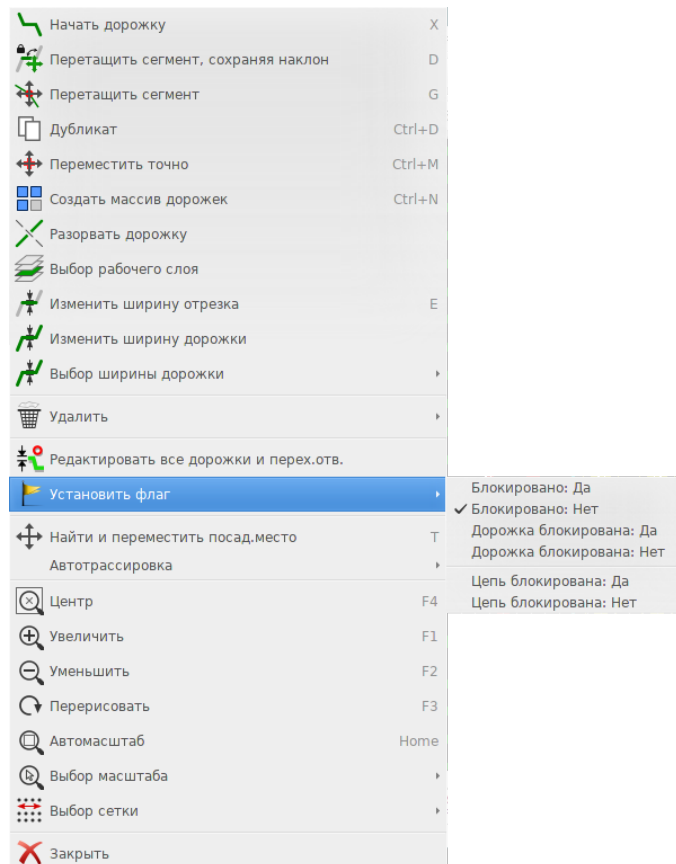 Начать дорожку X
Перетащить сегмент, сохраняя наклон D
Перетащить сегмент G
Дубликат Ctrl+D
Переместить точно Ctrl+M
Создать массив дорожек Ctrl+N
Разорвать дорожку
Выбор рабочего слоя
Изменить ширину отрезка E
Изменить ширину дорожки
Выбор ширины дорожки
Удалить
Редактировать все дорожки и перех.отв.
Установить флаг
Блокировано: Да
Блокировано: Нет
Дорожка блокирована: Да
Дорожка блокирована: Нет
Цепь блокирована: Да
Цепь блокирована: Нет
Найти и переместить посад.место T
Автотрассировка
Центр F4
Увеличить F1
Уменьшить F2
Перерисовать F3
Автомасштаб Home
Выбор масштаба
Выбор сетки
Закрыть